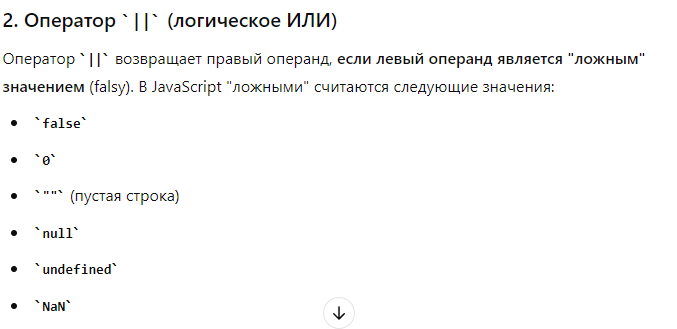 2. Оператор `||` (логическое ИЛИ)
Оператор `||` возвращает правый операнд, если левый операнд является "ложным"
значением (falsy). В JavaScript "ложными" считаются следующие значения:
• `false`
• `0`
• `""` (пустая строка)
• `null`
• `undefined`
• `NaN`